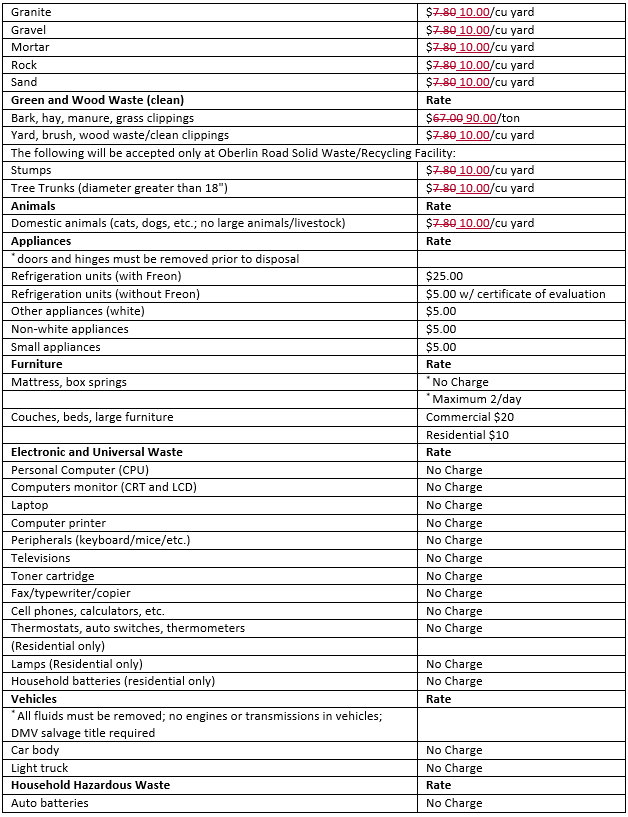 Granite $7.80 10.00/cu yard
Gravel $7.80 10.00/cu yard
Mortar $7.80 10.00/cu yard
Rock $7.80 10.00/cu yard
Sand $7.80 10.00/cu yard
Green and Wood Waste (clean) Rate
Bark, hay, manure, grass clippings $67.00 90.00/ton
Yard, brush, wood waste/clean clippings $7.80 10.00/cu yard
The following will be accepted only at Oberlin Road Solid Waste/Recycling Facility:
Stumps $7.80 10.00/cu yard
Tree Trunks (diameter greater than 18") $7.80 10.00/cu yard
Animals Rate
Domestic animals (cats, dogs, etc.; no large animals/livestock) $7.80 10.00/cu yard
Appliances Rate
*doors and hinges must be removed prior to disposal
Refrigeration units (with Freon) $25.00
Refrigeration units (without Freon) $5.00 w/ certificate of evaluation
Other appliances (white) $5.00
Non-white appliances $5.00
Small appliances $5.00
Furniture Rate
Mattress, box springs *No Charge
*Maximum 2/day
Couches, beds, large furniture Commercial $20
Residential $10
Electronic and Universal Waste Rate
Personal Computer (CPU) No Charge
Computers monitor (CRT and LCD) No Charge
Laptop No Charge
Computer printer No Charge
Peripherals (keyboard/mice/etc.) No Charge
Televisions No Charge
Toner cartridge No Charge
Fax/typewriter/copier No Charge
Cell phones, calculators, etc. No Charge
Thermostats, auto switches, thermometers No Charge
(Residential only)
Lamps (Residential only) No Charge
Household batteries (residential only) No Charge
Vehicles Rate
*All fluids must be removed; no engines or transmissions in vehicles;
DMV salvage title required
Car body No Charge
Light truck No Charge
Household Hazardous Waste Rate
Auto batteries No Charge